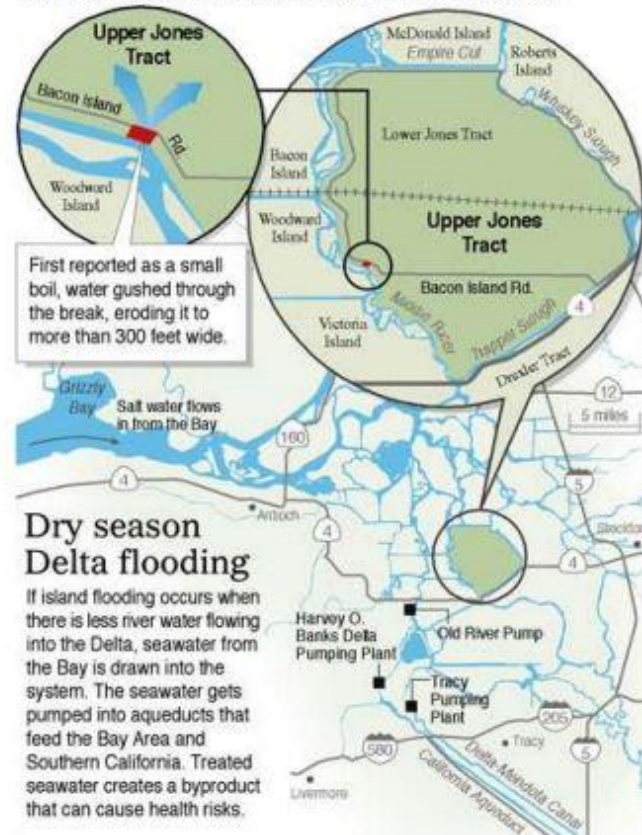 Upper Jones
Tract
Bacon Island
Rd.
Woodward
Island
First reported as a small
boil, water gushed through
the break, eroding it to
more than 300 feet wide.
McDonald Island
Empire Cut
Roberts
Island
Whiskey Slough
Lower Jones Tract
Bacon
Island
Woodward
Island
Upper Jones
Tract
Bacon Island Rd.
Victoria
Island
Middle River
Trapper Slough
4
Drexler Tract
Grizzly
Bay
Salt water flows
in from the Bay
160
12
5 miles
4
5
Antioch
4
4
Dry season
Delta flooding
If island flooding occurs when
there is less river water flowing
into the Delta, seawater from
the Bay is drawn into the
system. The seawater gets
pumped into aqueducts that
feed the Bay Area and
Southern California. Treated
seawater creates a byproduct
that can cause health risks.
Harvey O.
Banks Delta
Pumping Plant
Old River Pump
Tracy
Pumping
Plant
205
580
Tracy
5
Livermore
Delta-Mendota Canal
California Aqueduct